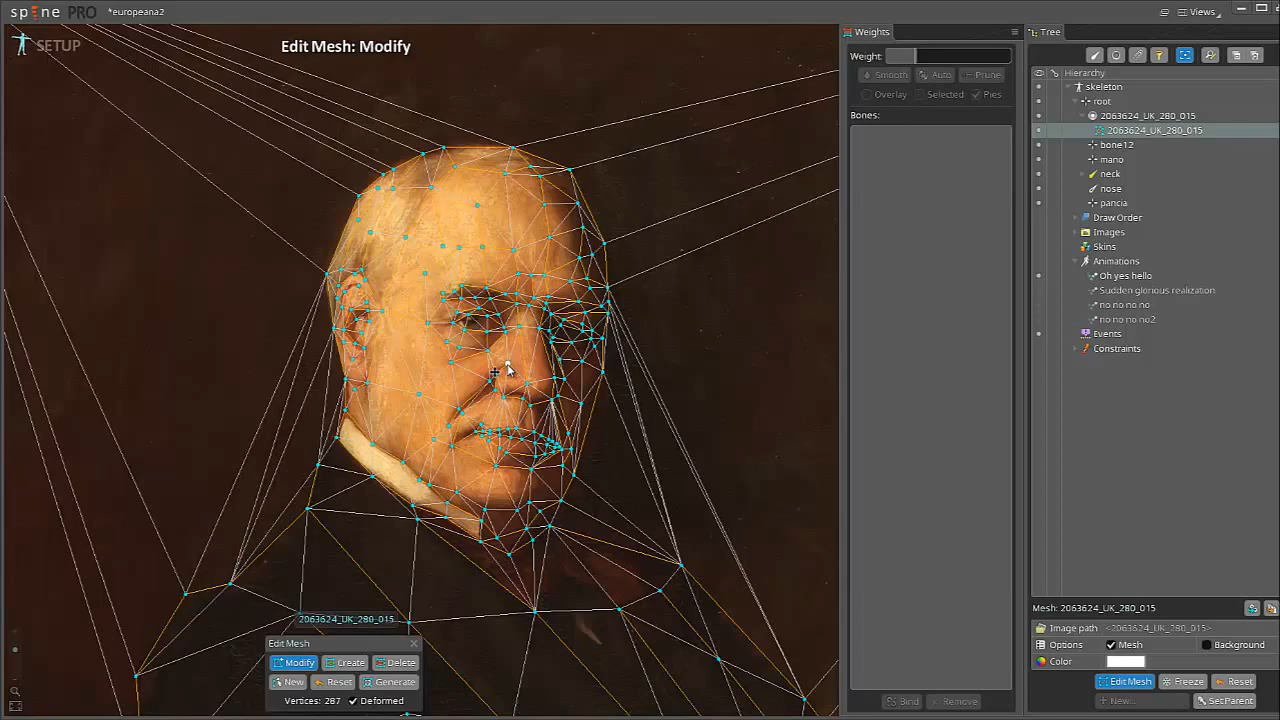 spine PRO *europeana2
Views
SETUP
Edit Mesh: Modify
2063624_UK_280_015
Edit Mesh
Modify Create Delete
New Reset Generate
Vertices: 287 Deformed
Weights
Weight:
Smooth Auto Prune
Overlay Selected Pies
Bones:
Bind Remove
Tree
Hierarchy
skeleton
root
2063624_UK_280_015
2063624_UK_280_015
bone12
mano
neck
nose
pancia
Draw Order
Images
Skins
Animations
Oh yes hello
Sudden glorious realization
no no no no
no no no no2
Events
Constraints
Mesh: 2063624_UK_280_015
Image path <2063624_UK_280_015>
Options Mesh Background
Color
Edit Mesh Freeze Reset
New... Set Parent